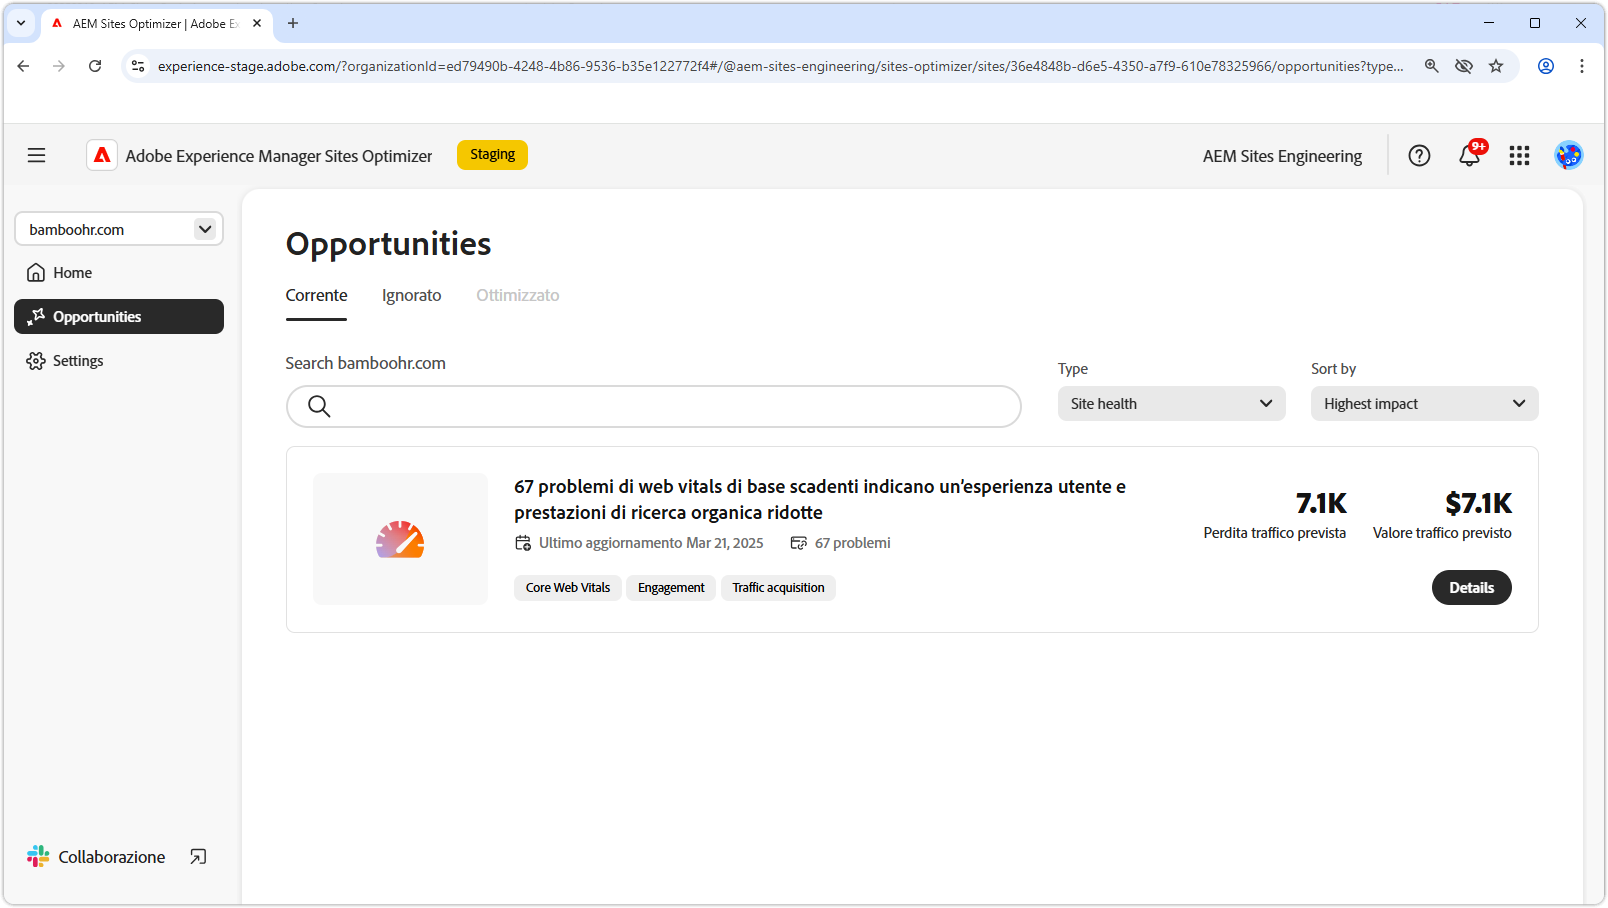 AEM Sites Optimizer | Adobe Ex
experience-stage.adobe.com/?organizationId=ed79490b-4248-4b86-9536-b35e122772f4#/@aem-sites-engineering/sites-optimizer/sites/36e4848b-d6e5-4350-a7f9-610e78325966/opportunities?type...
Adobe Experience Manager Sites Optimizer
Staging
AEM Sites Engineering
9+
bamboohr.com
Home
Opportunities
Settings
Opportunities
Corrente
Ignorato
Ottimizzato
Search bamboohr.com
Type
Site health
Sort by
Highest impact
67 problemi di web vitals di base scadenti indicano un'esperienza utente e
prestazioni di ricerca organica ridotte
Ultimo aggiornamento Mar 21, 2025
67 problemi
Core Web Vitals
Engagement
Traffic acquisition
7.1K
Perdita traffico prevista
$7.1K
Valore traffico previsto
Details
Collaborazione